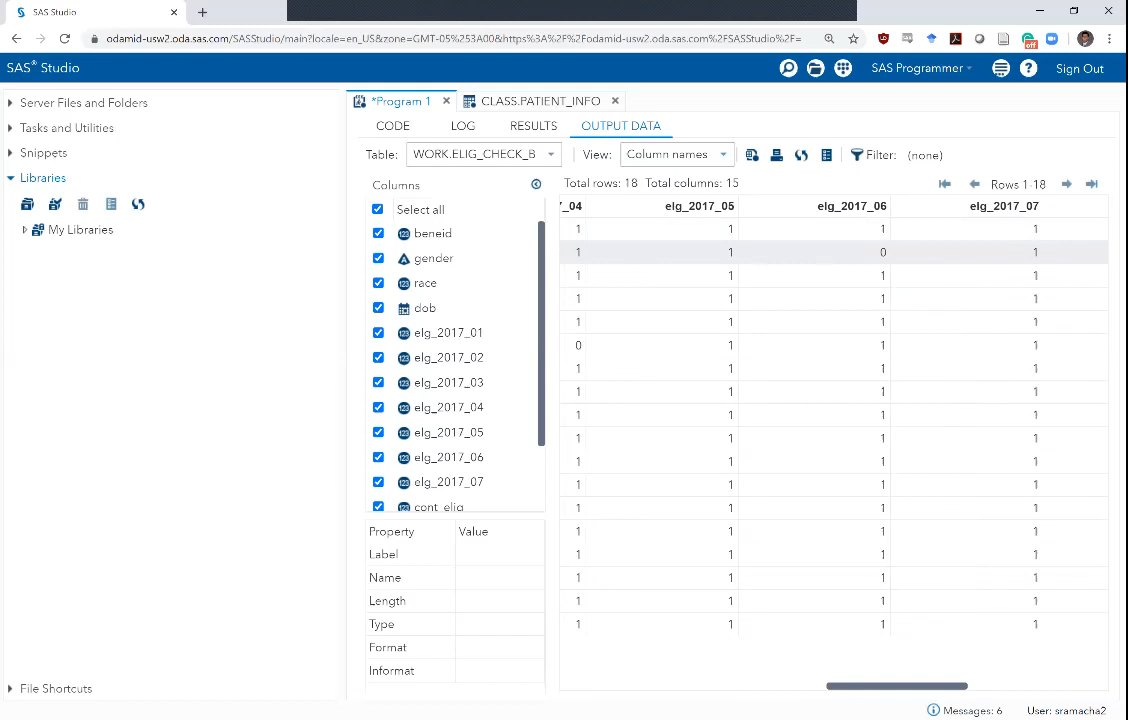 SAS Studio
odamid-usw2.oda.sas.com/SASStudio/main?locale=en_US&zone=GMT-05%253A00&https%3A%2F%2Fodamid-usw2.oda.sas.com%2FSASStudio%2F=
off
SAS® Studio
SAS Programmer
Sign Out
Server Files and Folders
Tasks and Utilities
Snippets
Libraries
My Libraries
File Shortcuts
*Program 1
CLASS.PATIENT_INFO
CODE LOG RESULTS OUTPUT DATA
Table: WORK.ELIG_CHECK_B View: Column names Filter: (none)
Columns
Select all
beneid
gender
race
dob
elg_2017_01
elg_2017_02
elg_2017_03
elg_2017_04
elg_2017_05
elg_2017_06
elg_2017_07
cont_elig
Property Value
Label
Name
Length
Type
Format
Informat
Total rows: 18 Total columns: 15 Rows 1-18
_04 elg_2017_05 elg_2017_06 elg_2017_07
1 1 1 1
1 1 0 1
1 1 1 1
1 1 1 1
1 1 1 1
0 1 1 1
1 1 1 1
1 1 1 1
1 1 1 1
1 1 1 1
1 1 1 1
1 1 1 1
1 1 1 1
1 1 1 1
1 1 1 1
1 1 1 1
1 1 1 1
1 1 1 1
Messages: 6 User: sramacha2